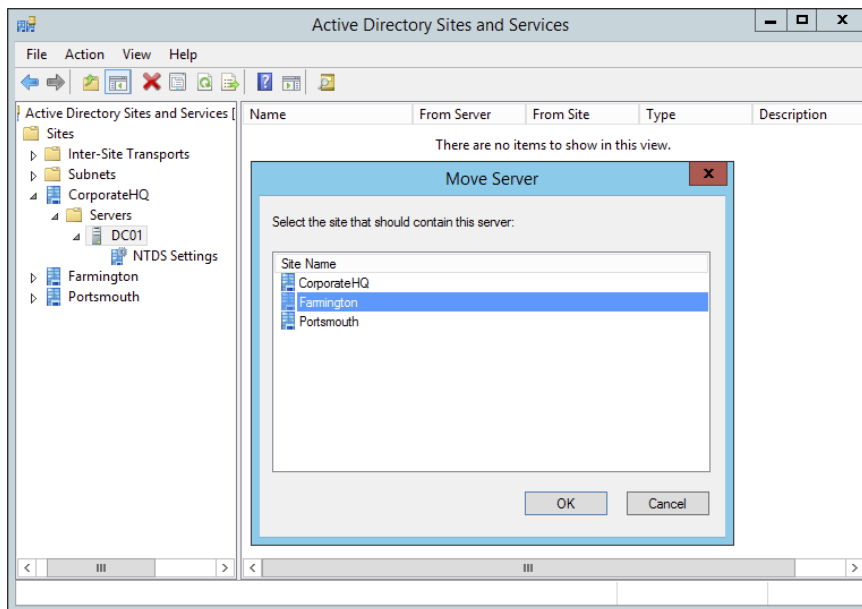 Active Directory Sites and Services
File Action View Help
Active Directory Sites and Services [
Sites
Inter-Site Transports
Subnets
CorporateHQ
Servers
DC01
NTDS Settings
Farmington
Portsmouth
Name From Server From Site Type Description
There are no items to show in this view.
Move Server
Select the site that should contain this server:
Site Name
CorporateHQ
Farmington
Portsmouth
OK Cancel